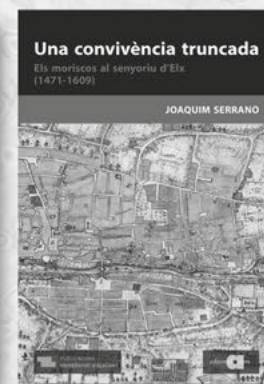 Una convivència truncada
Els moriscos al senyoriu d'Elx
(1471-1609)
JOAQUIM SERRANO